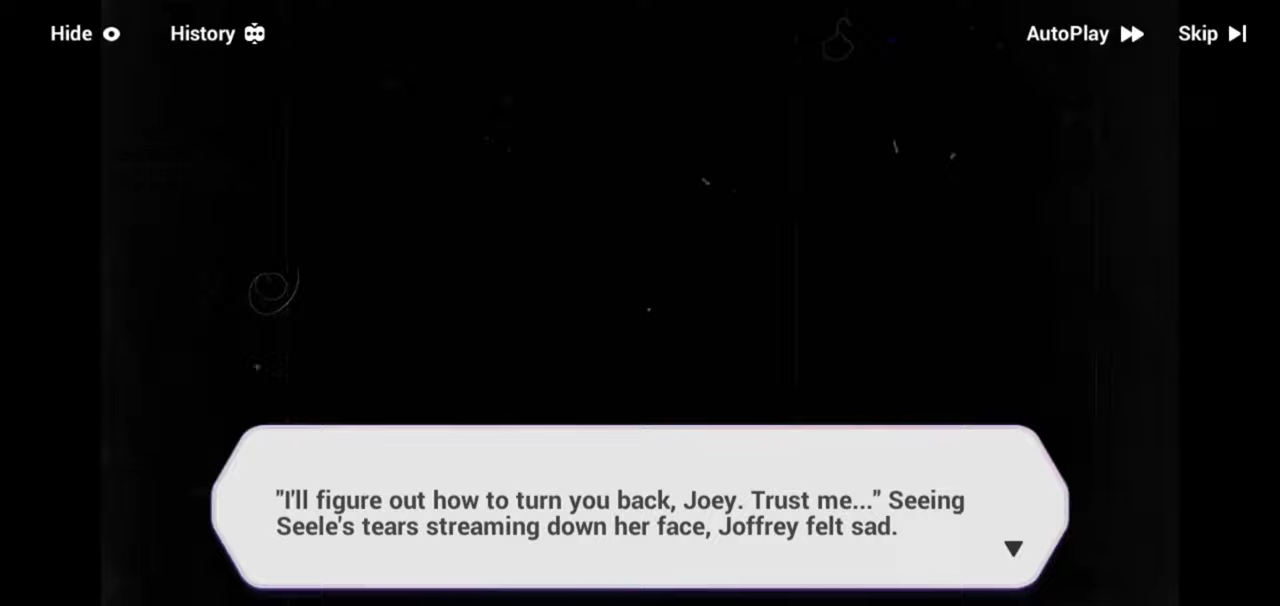 Hide
History
AutoPlay
Skip
"I'll figure out how to turn you back, Joey. Trust me..." Seeing
Seele's tears streaming down her face, Joffrey felt sad.